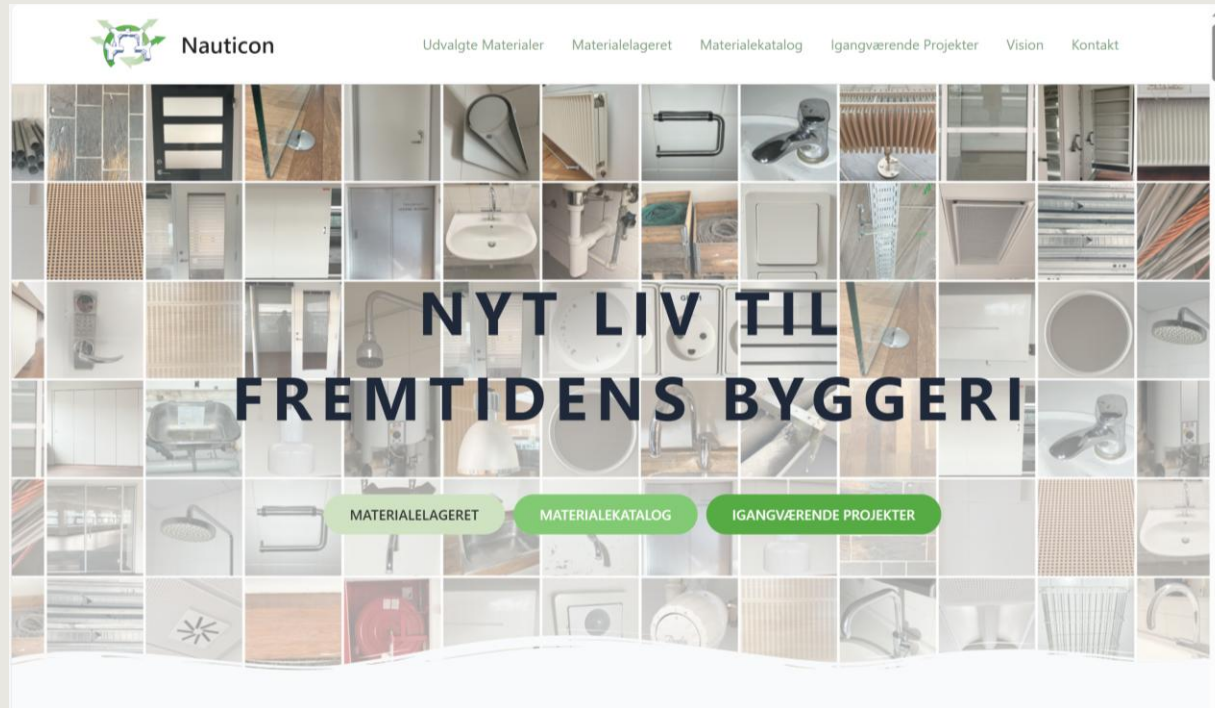 Nauticon
Udvalgte Materialer
Materialelageret
Materialekatalog
Igangværende Projekter
Vision
Kontakt
NYT LIV TIL
FREMTIDENS BYGGERI
MATERIALELAGERET
MATERIALEKATALOG
IGANGVÆRENDE PROJEKTER